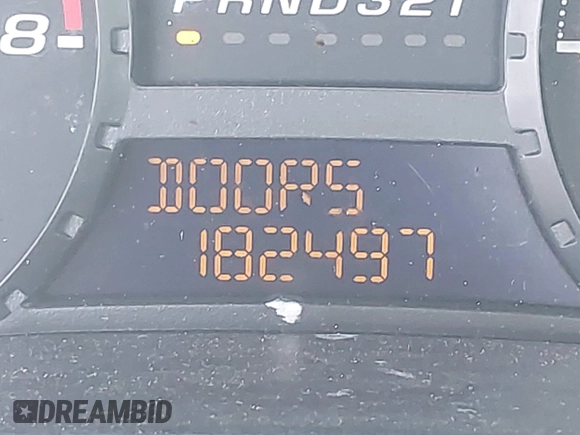 PRND321
8
DOORS
182497
DREAMBID